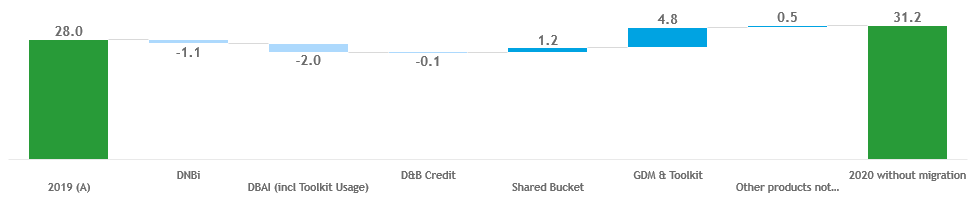 28.0
-1.1
-2.0
-0.1
1.2
4.8
0.5
31.2
2019 (A)
DNBi
DBAI (incl Toolkit Usage)
D&B Credit
Shared Bucket
GDM & Toolkit
Other products not...
2020 without migration